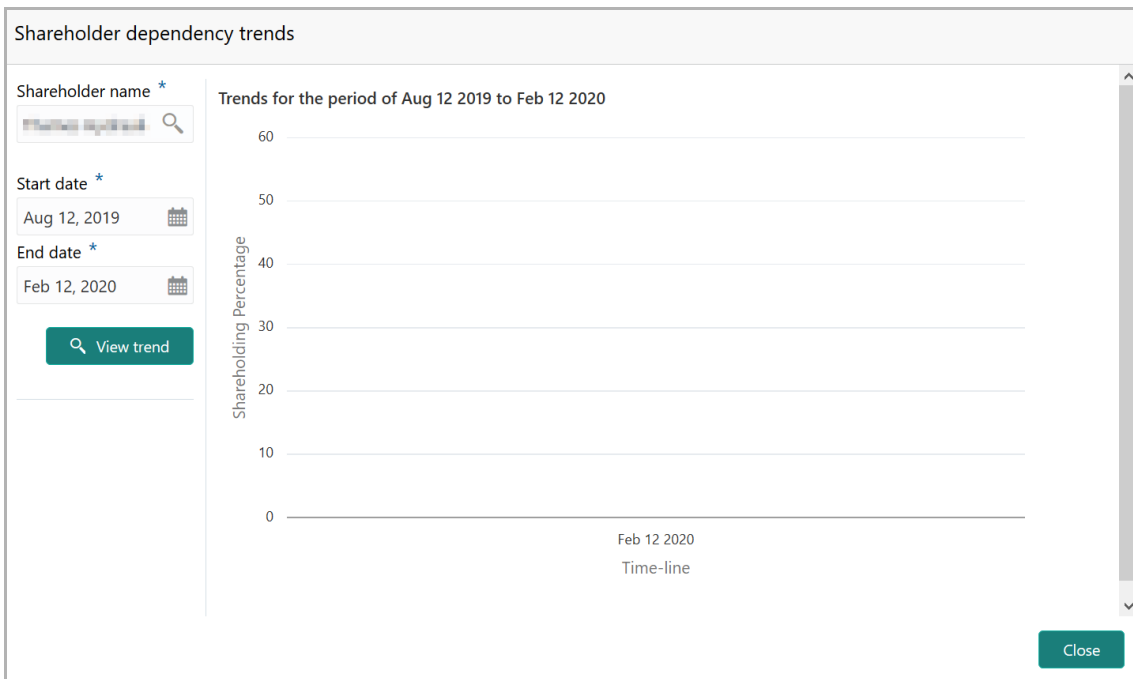 Shareholder dependency trends
Shareholder name *
Start date *
Aug 12, 2019
End date *
Feb 12, 2020
View trend
Trends for the period of Aug 12 2019 to Feb 12 2020
60
50
40
30
20
10
0
Shareholding Percentage
Feb 12 2020
Time-line
Close